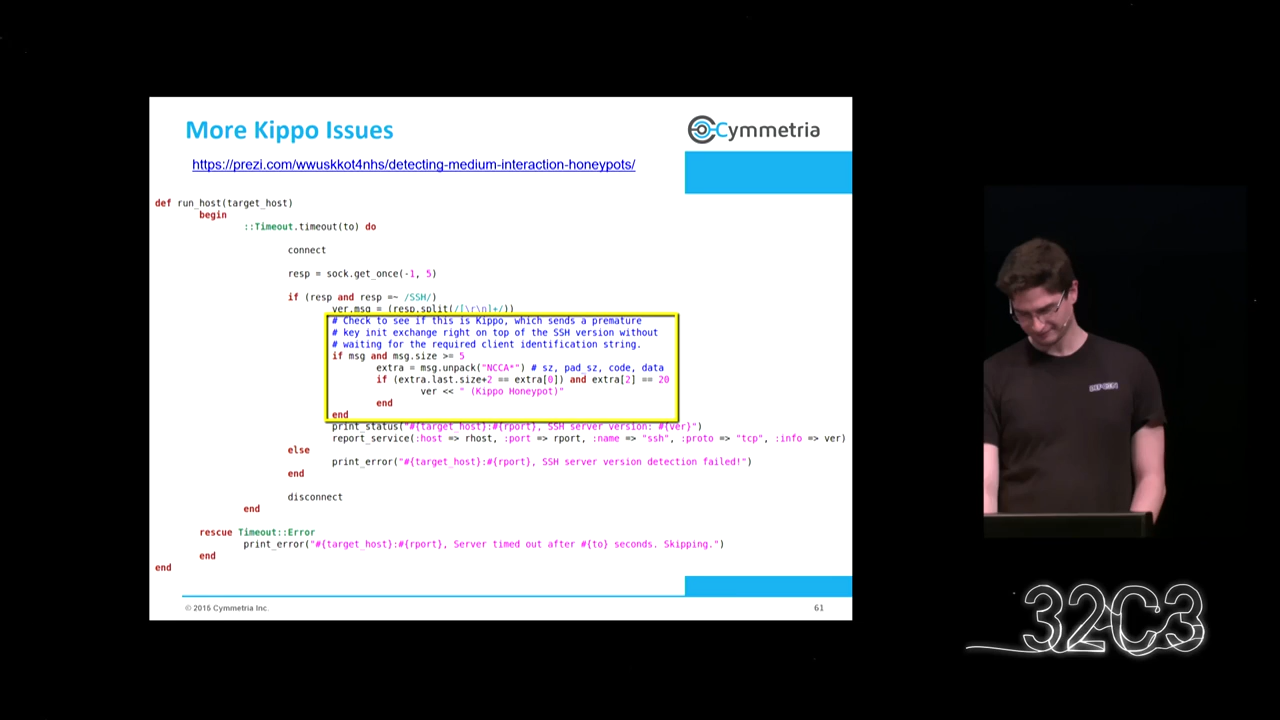 More Kippo Issues
Cymmetria
https://prezi.com/wwuskkot4nhs/detecting-medium-interaction-honeypots/
def run_host(target_host)
begin
::Timeout.timeout(to) do
connect
resp = sock.get_once(-1, 5)
if (resp and resp =~ /SSH/)
ver,msg = (resp.split(/[\r\n]+/))
# Check to see if this is Kippo, which sends a premature
# key init exchange right on top of the SSH version without
# waiting for the required client identification string.
if msg and msg.size >= 5
extra = msg.unpack("NCCA*") # sz, pad_sz, code, data
if (extra.last.size+2 == extra[0]) and extra[2] == 20
ver << " (Kippo Honeypot)"
end
end
print_status("#{target_host}:#{rport}, SSH server version: #{ver}")
report_service(:host => rhost, :port => rport, :name => "ssh", :proto => "tcp", :info => ver)
else
print_error("#{target_host}:#{rport}, SSH server version detection failed!")
end
disconnect
end
rescue Timeout::Error
print_error("#{target_host}:#{rport}, Server timed out after #{to} seconds. Skipping.")
end
end
© 2015 Cymmetria Inc.
61
32C3